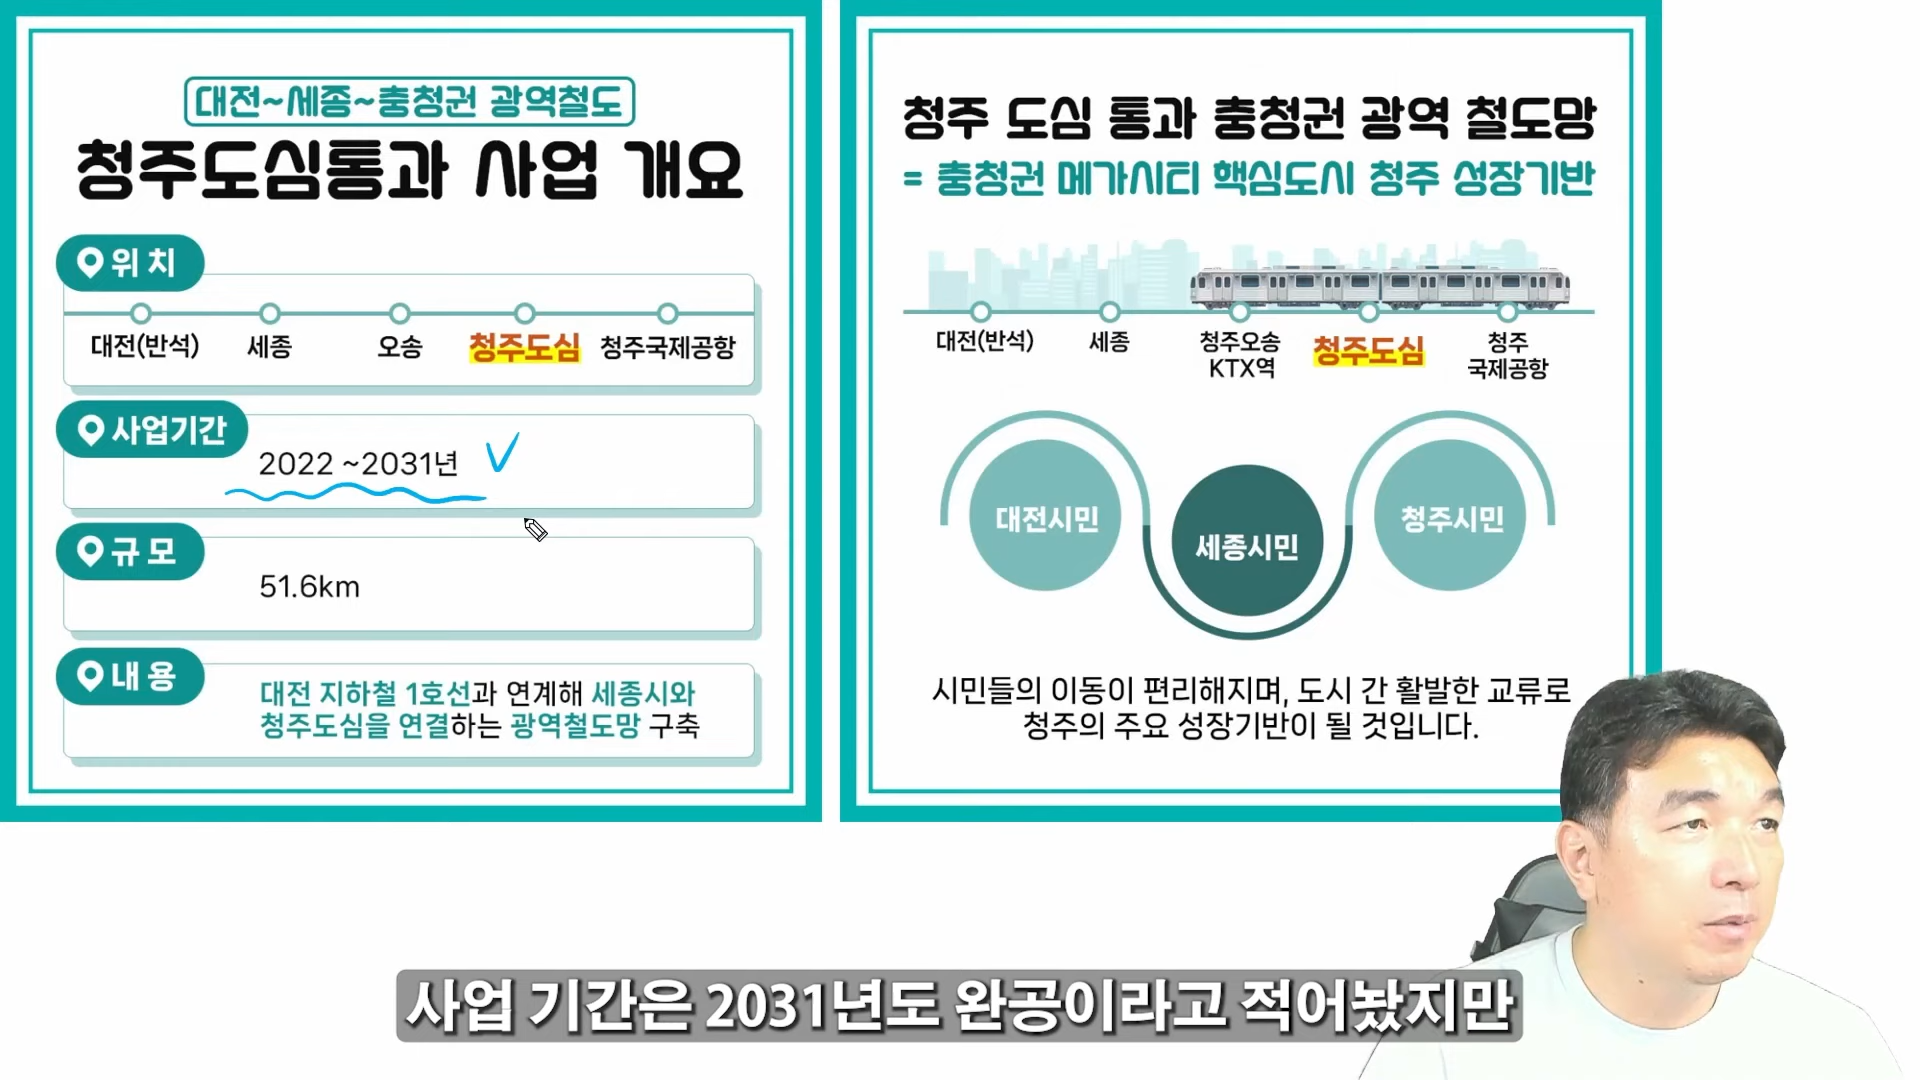 대전~세종~충청권 광역철도
청주도심통과 사업 개요
위 치
대전(반석) 세종 오송 청주도심 청주국제공항
사업기간
2022 ~2031년
규 모
51.6km
내 용
대전 지하철 1호선과 연계해 세종시와
청주도심을 연결하는 광역철도망 구축
청주 도심 통과 충청권 광역 철도망
= 충청권 메가시티 핵심도시 청주 성장기반
대전(반석) 세종 청주오송 청주도심 청주
KTX역 국제공항
대전시민
세종시민
청주시민
시민들의 이동이 편리해지며, 도시 간 활발한 교류로
청주의 주요 성장기반이 될 것입니다.
사업 기간은 2031년도 완공이라고 적어놨지만